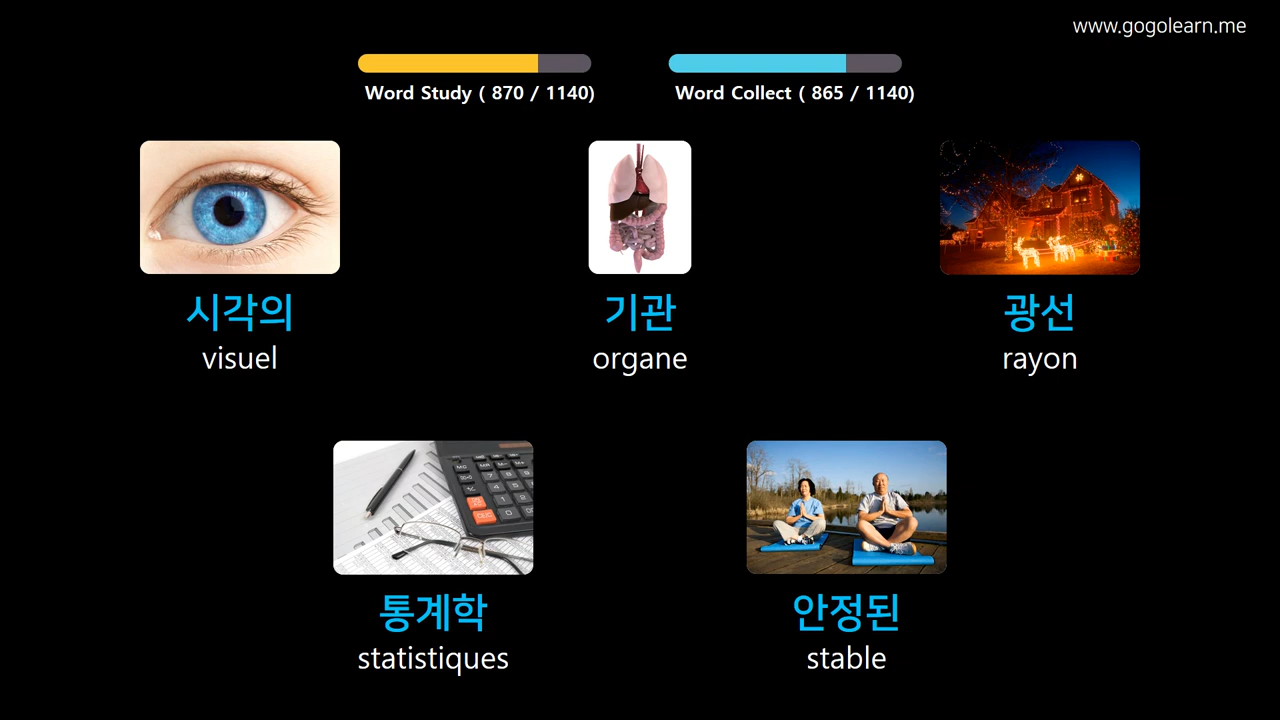 www.gogolearn.me
Word Study ( 870 / 1140)
Word Collect ( 865 / 1140)
시각의
visuel
기관
organe
광선
rayon
통계학
statistiques
안정된
stable